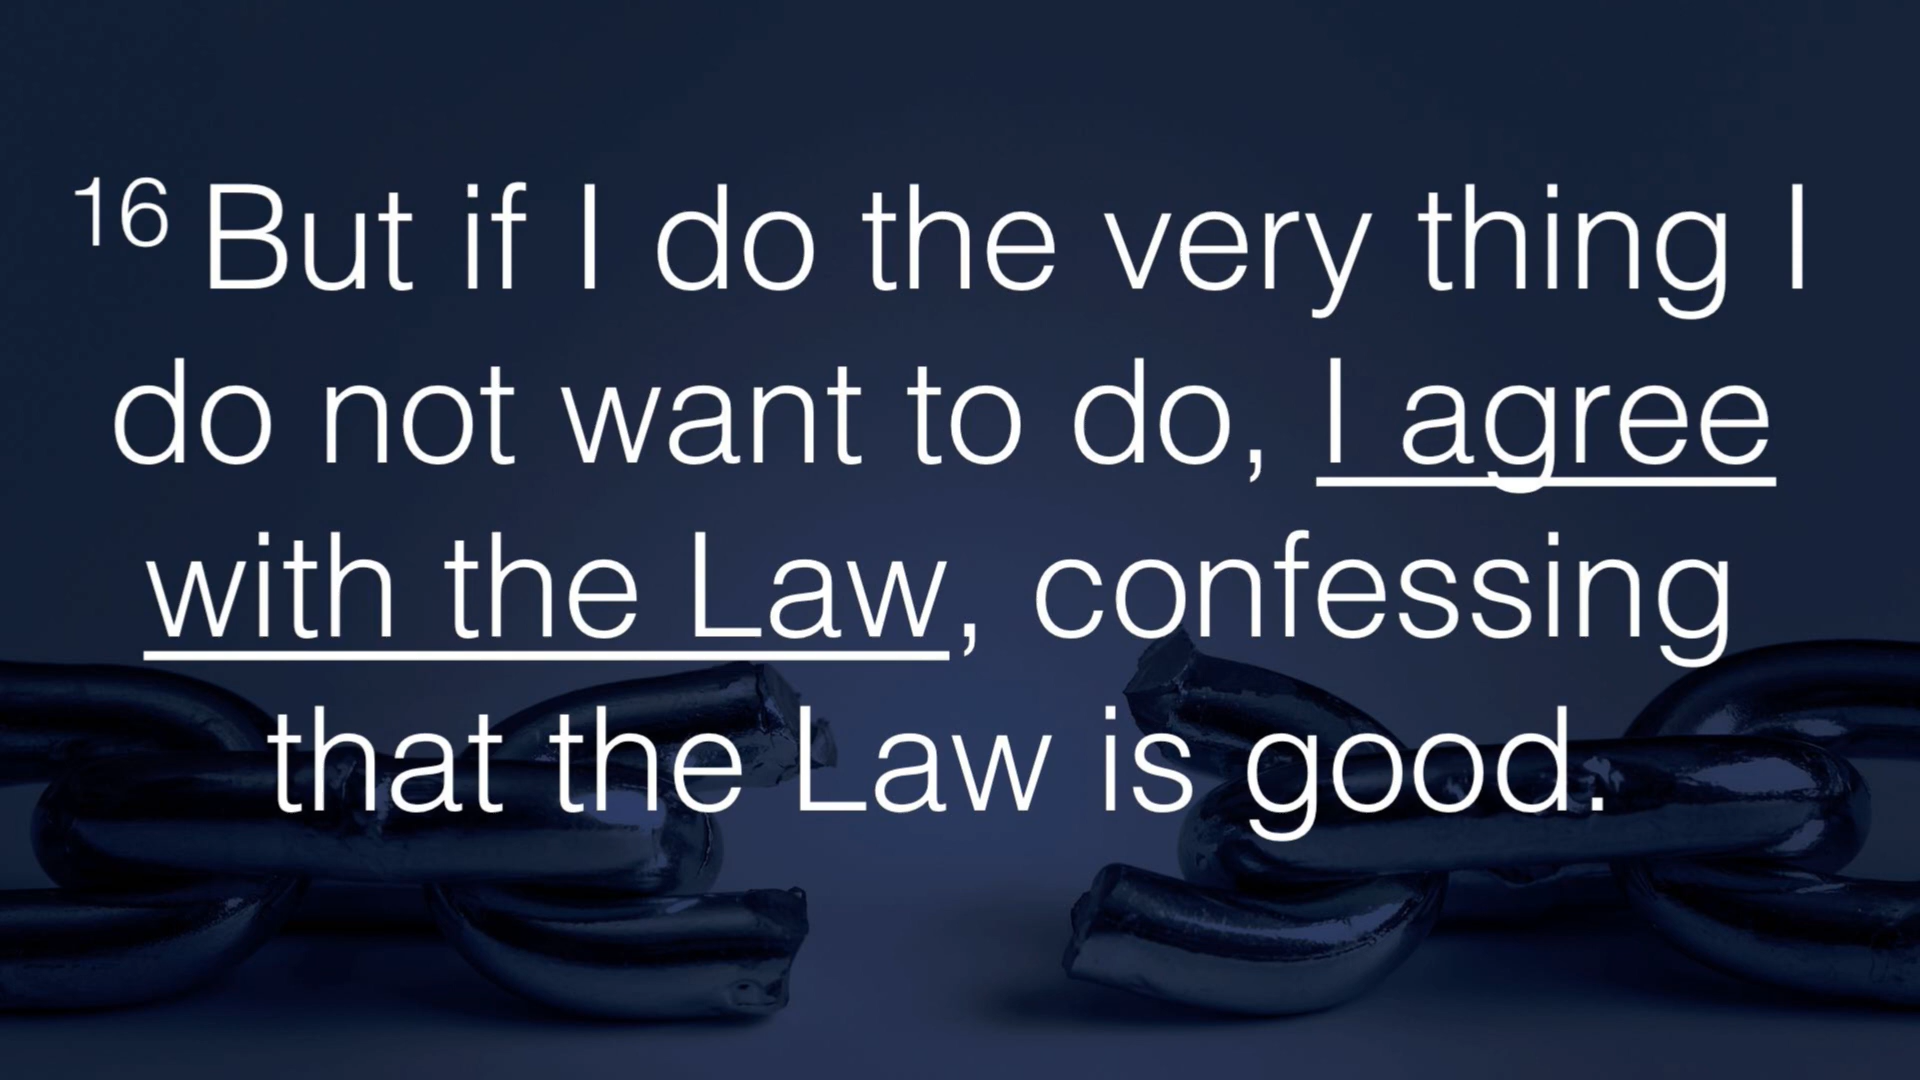 16 But if I do the very thing I
do not want to do, I agree
with the Law, confessing
that the Law is good.